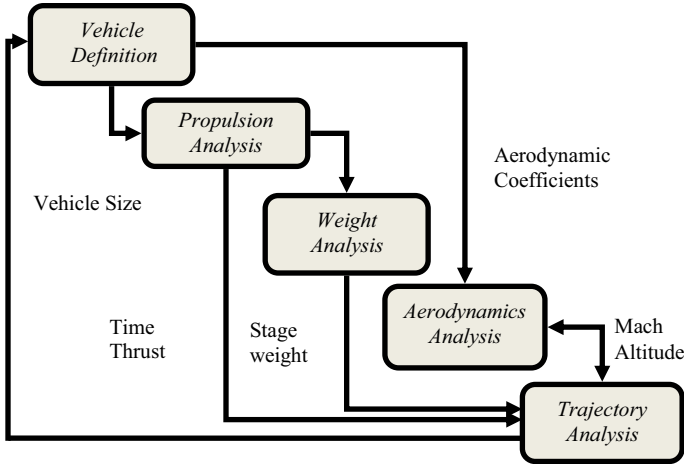 Vehicle
Definition
Propulsion
Analysis
Aerodynamic
Coefficients
Vehicle Size
Weight
Analysis
Aerodynamics
Analysis
Time
Thrust
Stage
weight
Mach
Altitude
Trajectory
Analysis